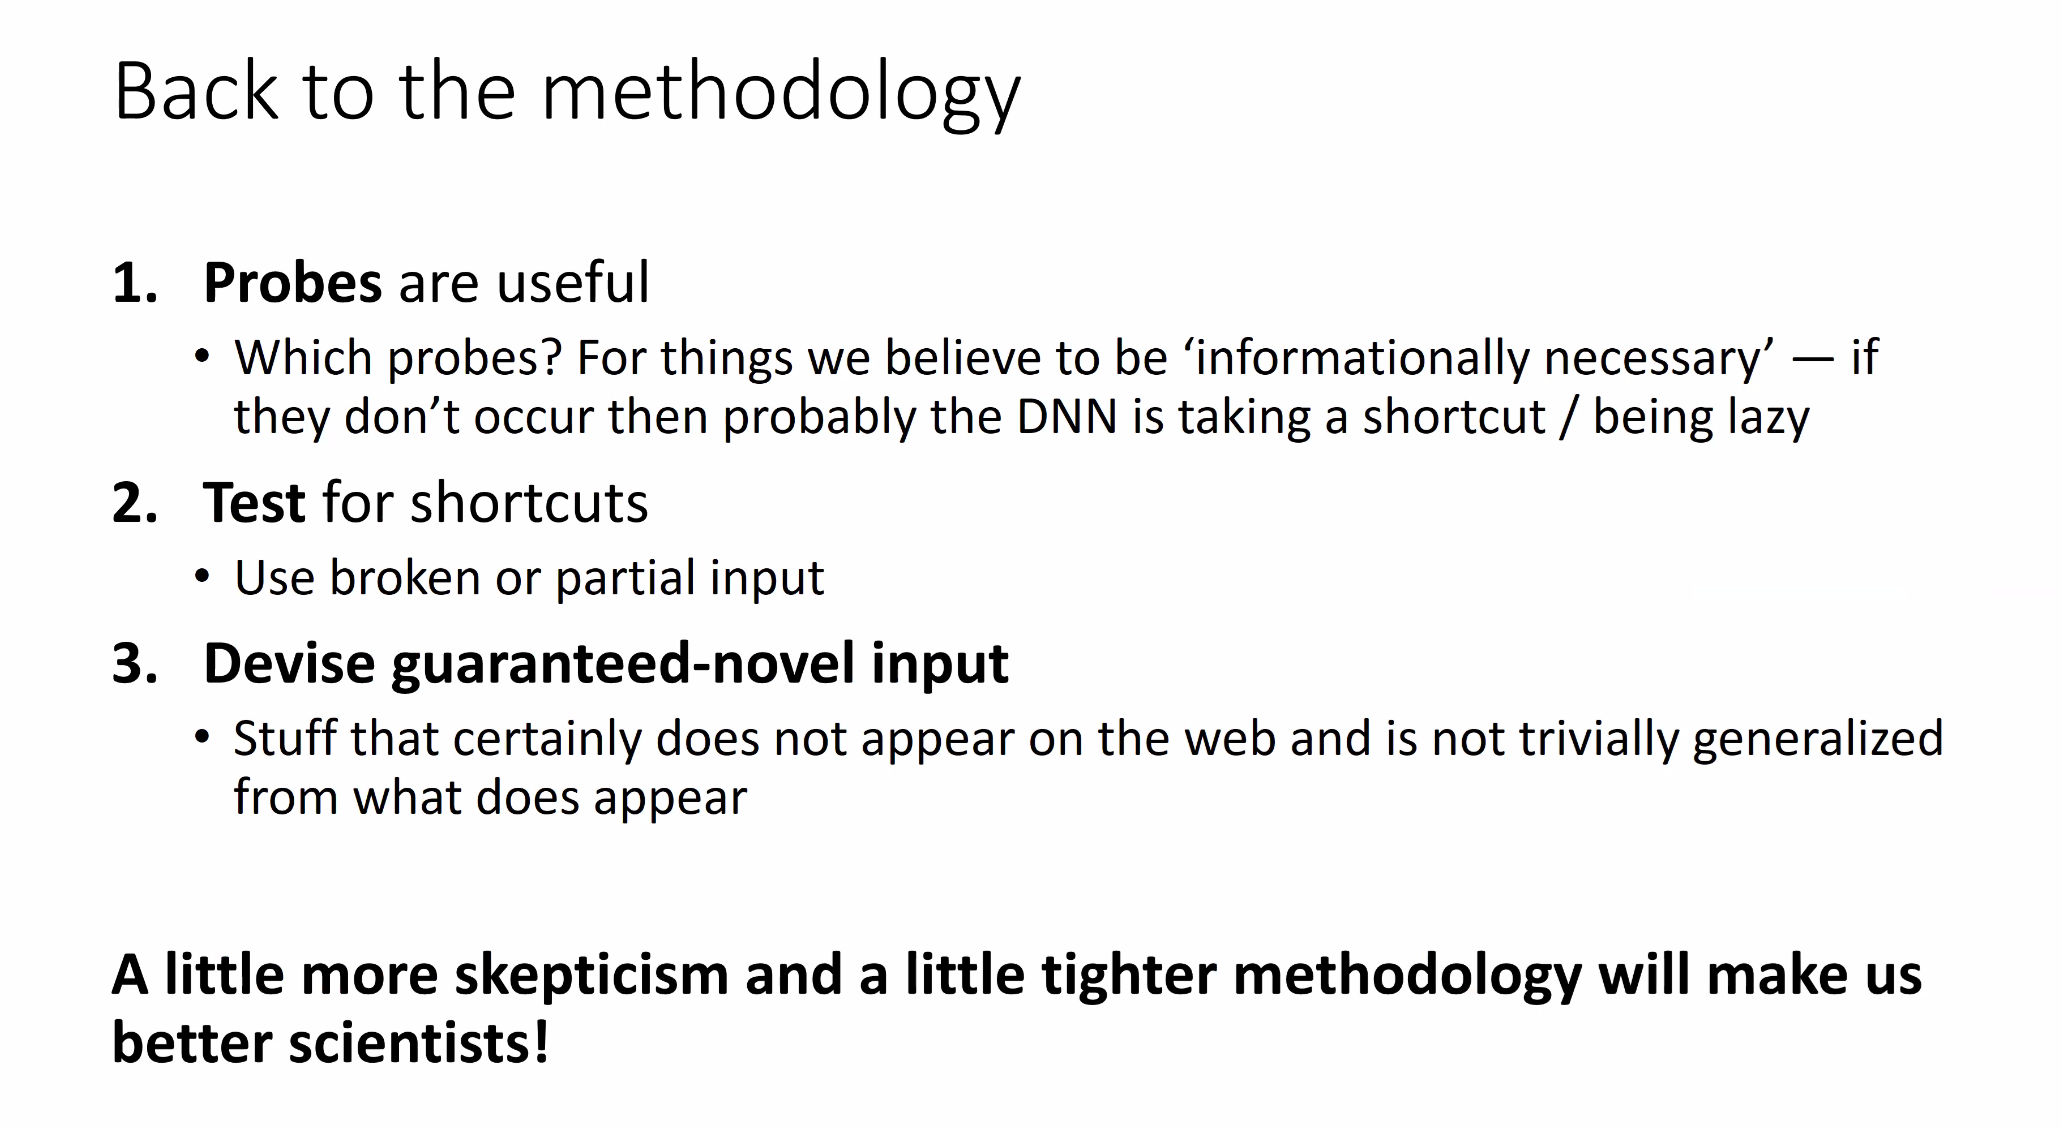 Back to the methodology
1. Probes are useful
• Which probes? For things we believe to be ‘informationally necessary’ — if
they don’t occur then probably the DNN is taking a shortcut / being lazy
2. Test for shortcuts
• Use broken or partial input
3. Devise guaranteed-novel input
• Stuff that certainly does not appear on the web and is not trivially generalized
from what does appear
A little more skepticism and a little tighter methodology will make us
better scientists!